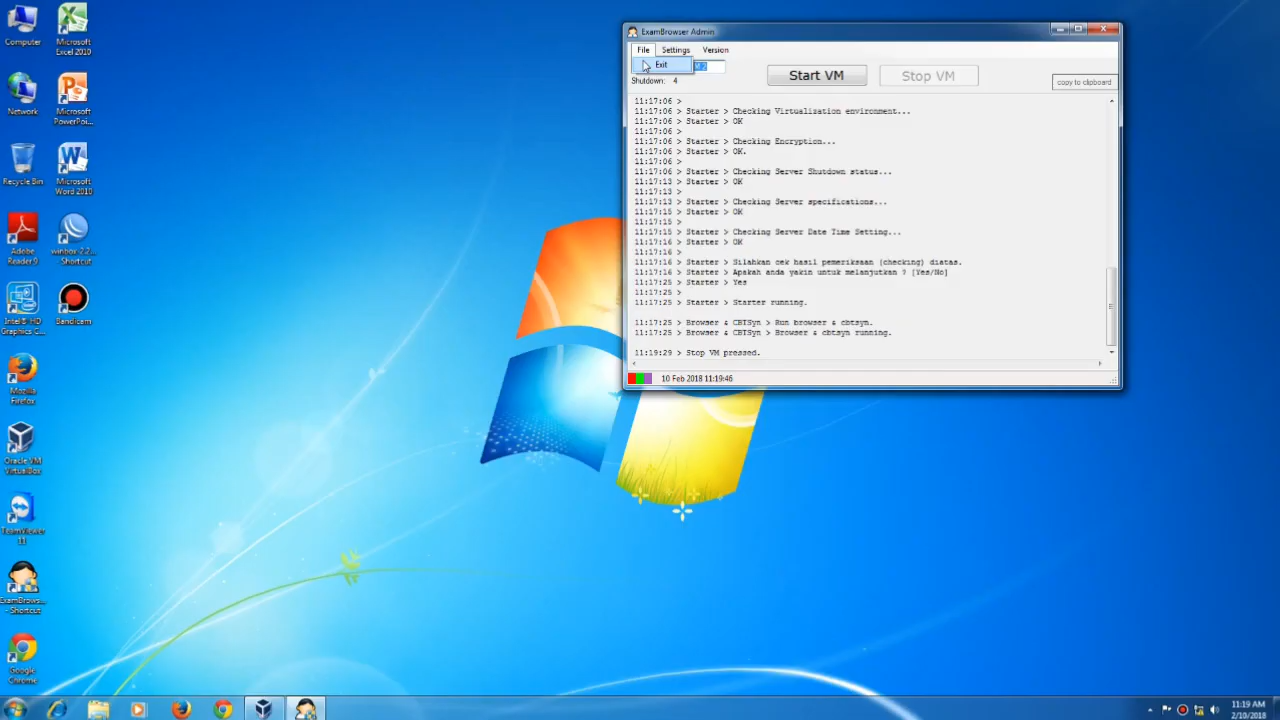 Computer
Microsoft
Excel 2010
Network
Microsoft
PowerPoi...
Recycle Bin
Microsoft
Word 2010
Adobe
Reader 9
winbox-2.2...
Shortcut
Intel® HD
Graphics C...
Bandicam
Mozilla
Firefox
Oracle VM
VirtualBox
TeamViewer
11
ExamBrows...
- Shortcut
Google
Chrome
ExamBrowser Admin
File Settings Version
Exit
Shutdown: 4
Start VM
Stop VM
copy to clipboard
11:17:06 >
11:17:06 > Starter > Checking Virtualization environment...
11:17:06 > Starter > OK
11:17:06 >
11:17:06 > Starter > Checking Encryption...
11:17:06 > Starter > OK.
11:17:06 >
11:17:06 > Starter > Checking Server Shutdown status...
11:17:13 > Starter > OK
11:17:13 >
11:17:13 > Starter > Checking Server specifications...
11:17:15 > Starter > OK
11:17:15 >
11:17:15 > Starter > Checking Server Date Time Setting...
11:17:16 > Starter > OK
11:17:16 >
11:17:16 > Starter > Silahkan cek hasil pemeriksaan (checking) diatas.
11:17:16 > Starter > Apakah anda yakin untuk melanjutkan ? [Yes/No]
11:17:25 > Starter > Yes
11:17:25 >
11:17:25 > Starter > Starter running.
11:17:25 > Browser & CBTSyn > Run browser & cbtsyn.
11:17:25 > Browser & CBTSyn > Browser & cbtsyn running.
11:19:29 > Stop VM pressed.
10 Feb 2018 11:19:46
11:19 AM
2/10/2018